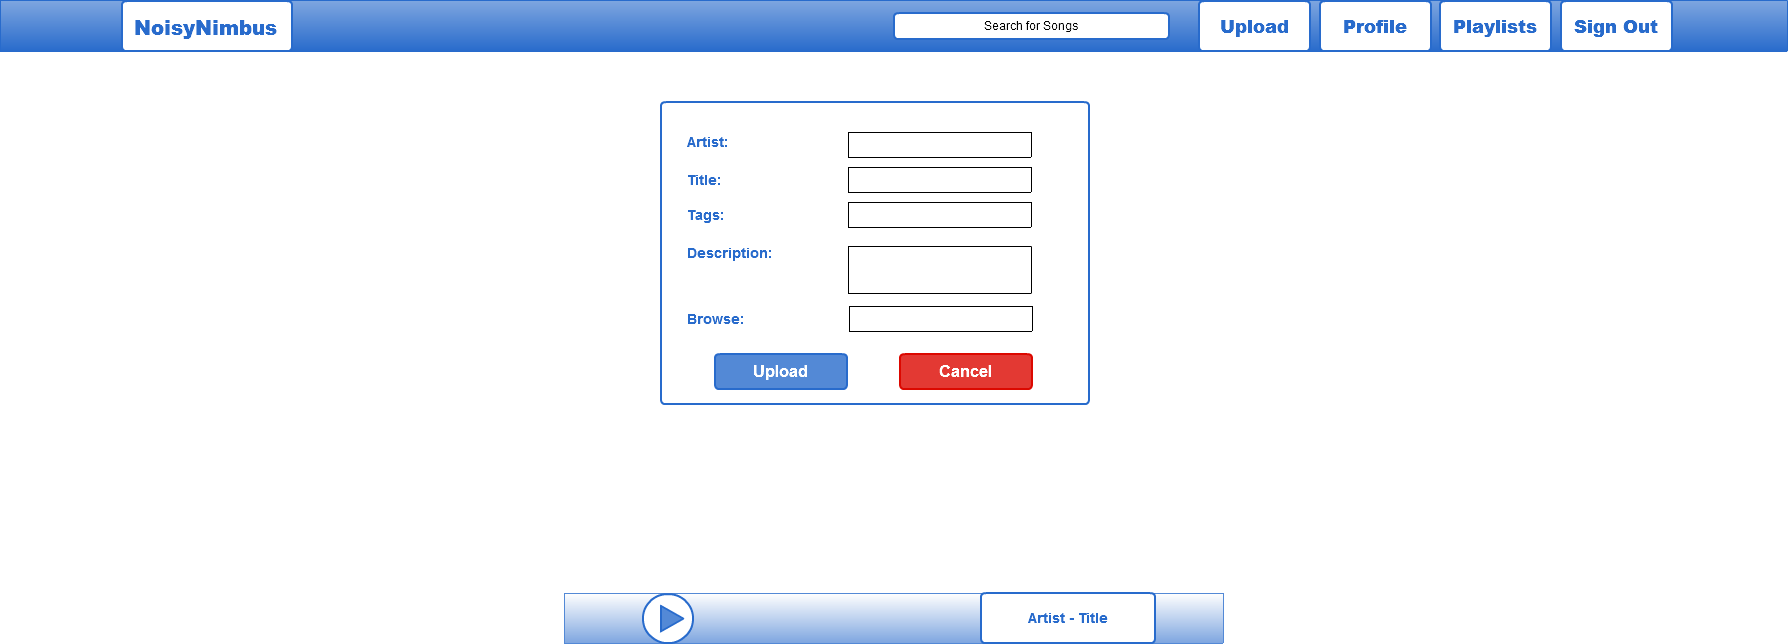 NoisyNimbus
Search for Songs
Upload
Profile
Playlists
Sign Out
Artist:
Title:
Tags:
Description:
Browse:
Upload
Cancel
Artist - Title